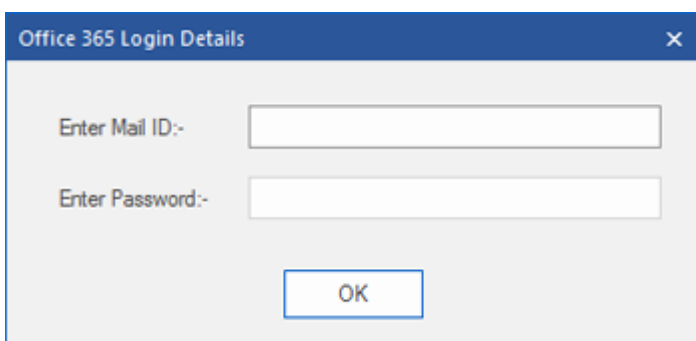 Office 365 Login Details
Enter Mail ID:-
Enter Password:-
OK